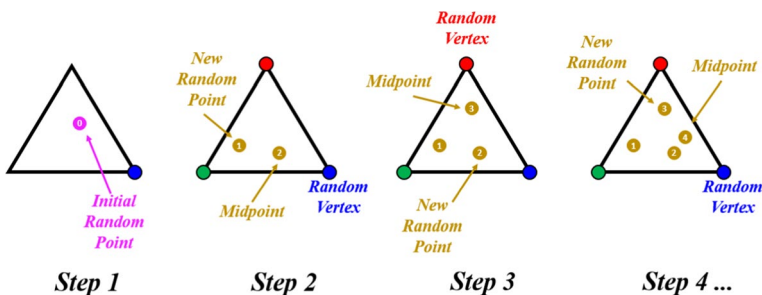 0
Initial
Random
Point
Step 1
New
Random
Point
1
2
Midpoint
Random
Vertex
Step 2
Random
Vertex
Midpoint
3
1
2
New
Random
Point
Step 3
New
Random
Point
Midpoint
3
4
1
2
Random
Vertex
Step 4 ...